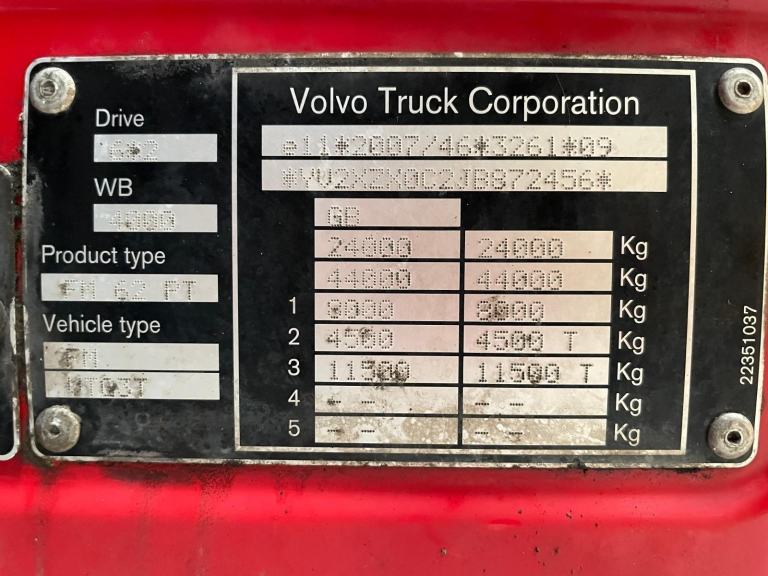 Volvo Truck Corporation
Drive
6*2
WB
4000
Product type
FM 62 PT
Vehicle type
FM
VTQ3T
e11*2007/46*3261*09
GB
24000 24000 Kg
44000 44000 Kg
1 9000 8000 Kg
2 4500 4500 T Kg
3 11500 11500 T Kg
4 -- -- Kg
5 -- -- Kg
22351037